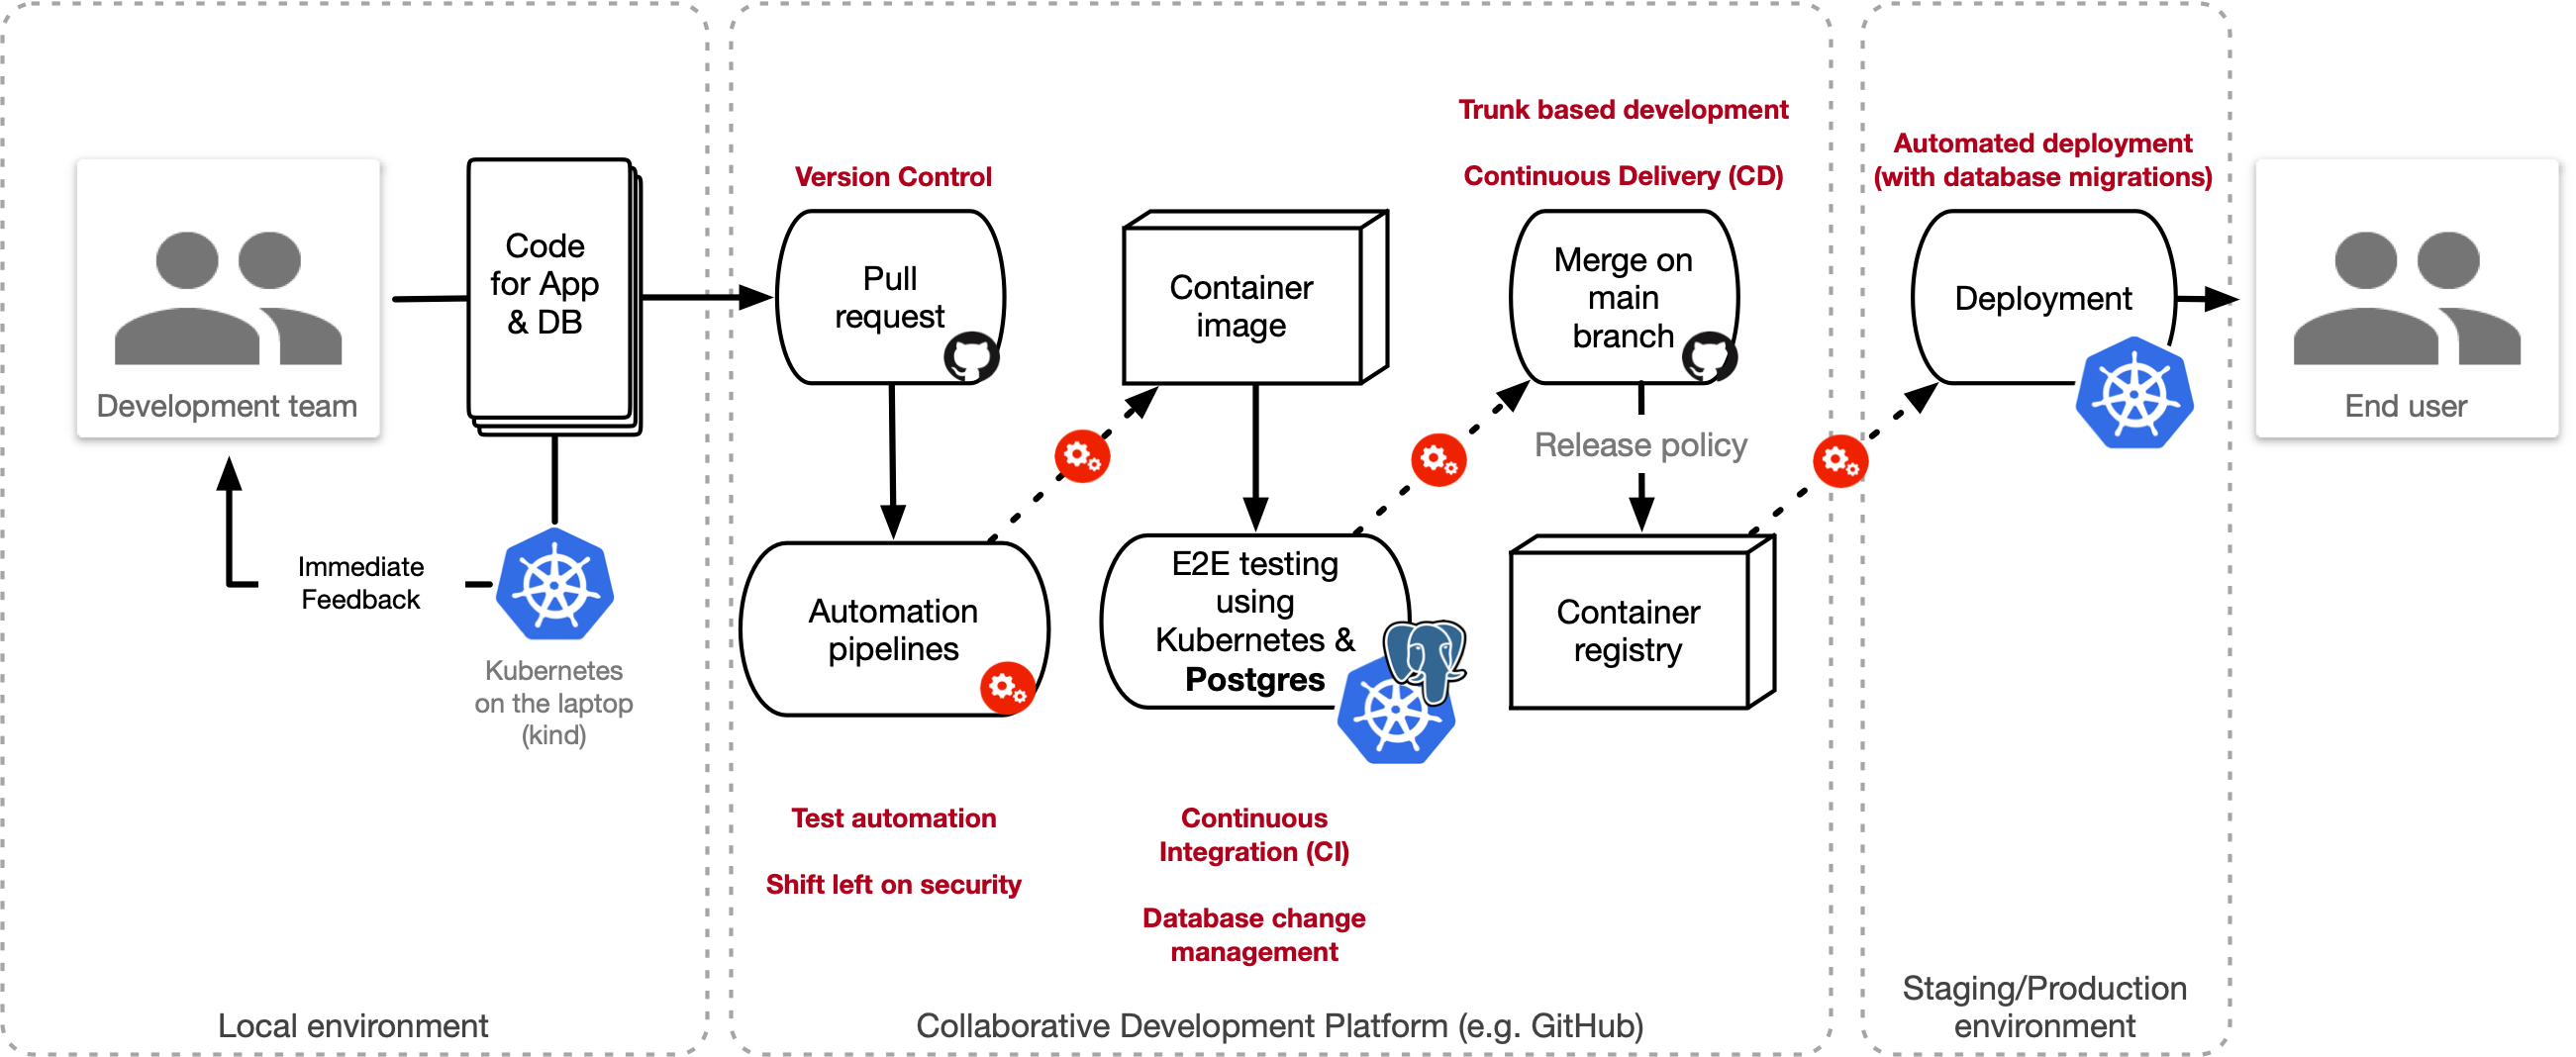 Development team
Code
for App
& DB
Immediate
Feedback
Kubernetes
on the laptop
(kind)
Local environment
Version Control
Pull
request
Automation
pipelines
Test automation
Shift left on security
Container
image
E2E testing
using
Kubernetes &
Postgres
Continuous
Integration (CI)
Database change
management
Trunk based development
Continuous Delivery (CD)
Merge on
main
branch
Release policy
Container
registry
Collaborative Development Platform (e.g. GitHub)
Automated deployment
(with database migrations)
Deployment
Staging/Production
environment
End user